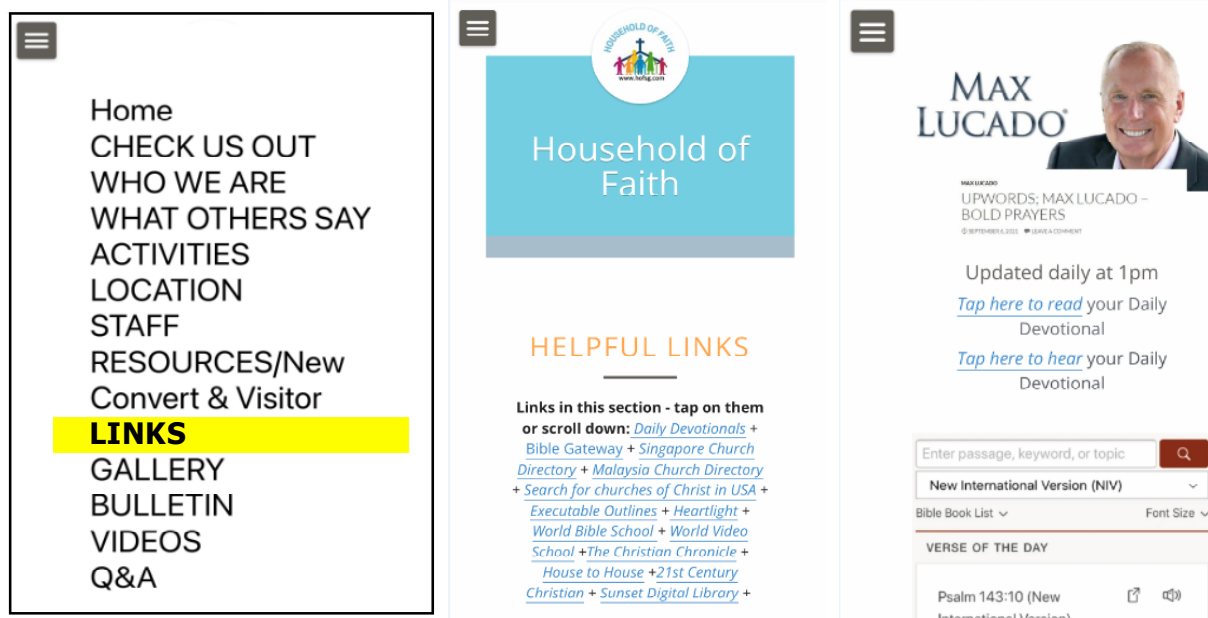 Home
CHECK US OUT
WHO WE ARE
WHAT OTHERS SAY
ACTIVITIES
LOCATION
STAFF
RESOURCES/New
Convert & Visitor
LINKS
GALLERY
BULLETIN
VIDEOS
Q&A
HOUSEHOLD OF FAITH
www.hofsg.com
Household of
Faith
HELPFUL LINKS
Links in this section - tap on them
or scroll down: Daily Devotionals +
Bible Gateway + Singapore Church
Directory + Malaysia Church Directory
+ Search for churches of Christ in USA +
Executable Outlines + Heartlight +
World Bible School + World Video
School +The Christian Chronicle +
House to House +21st Century
Christian + Sunset Digital Library +
MAX
LUCADO®
MAX LUCADO
UPWORDS; MAX LUCADO –
BOLD PRAYERS
SEPTEMBER 6, 2021 LEAVE A COMMENT
Updated daily at 1pm
Tap here to read your Daily
Devotional
Tap here to hear your Daily
Devotional
Enter passage, keyword, or topic
New International Version (NIV)
Bible Book List
Font Size
VERSE OF THE DAY
Psalm 143:10 (New
International Version)